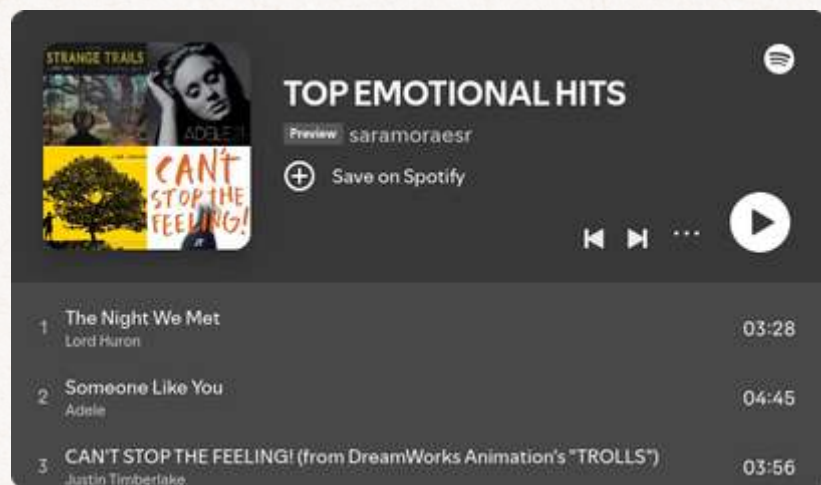 STRANGE TRAILS
ADELE 21
CAN'T
STOP THE
FEELING!
TOP EMOTIONAL HITS
Preview saramoraesr
Save on Spotify
1 The Night We Met 03:28
Lord Huron
2 Someone Like You 04:45
Adele
3 CAN'T STOP THE FEELING! (from DreamWorks Animation's "TROLLS") 03:56
Justin Timberlake